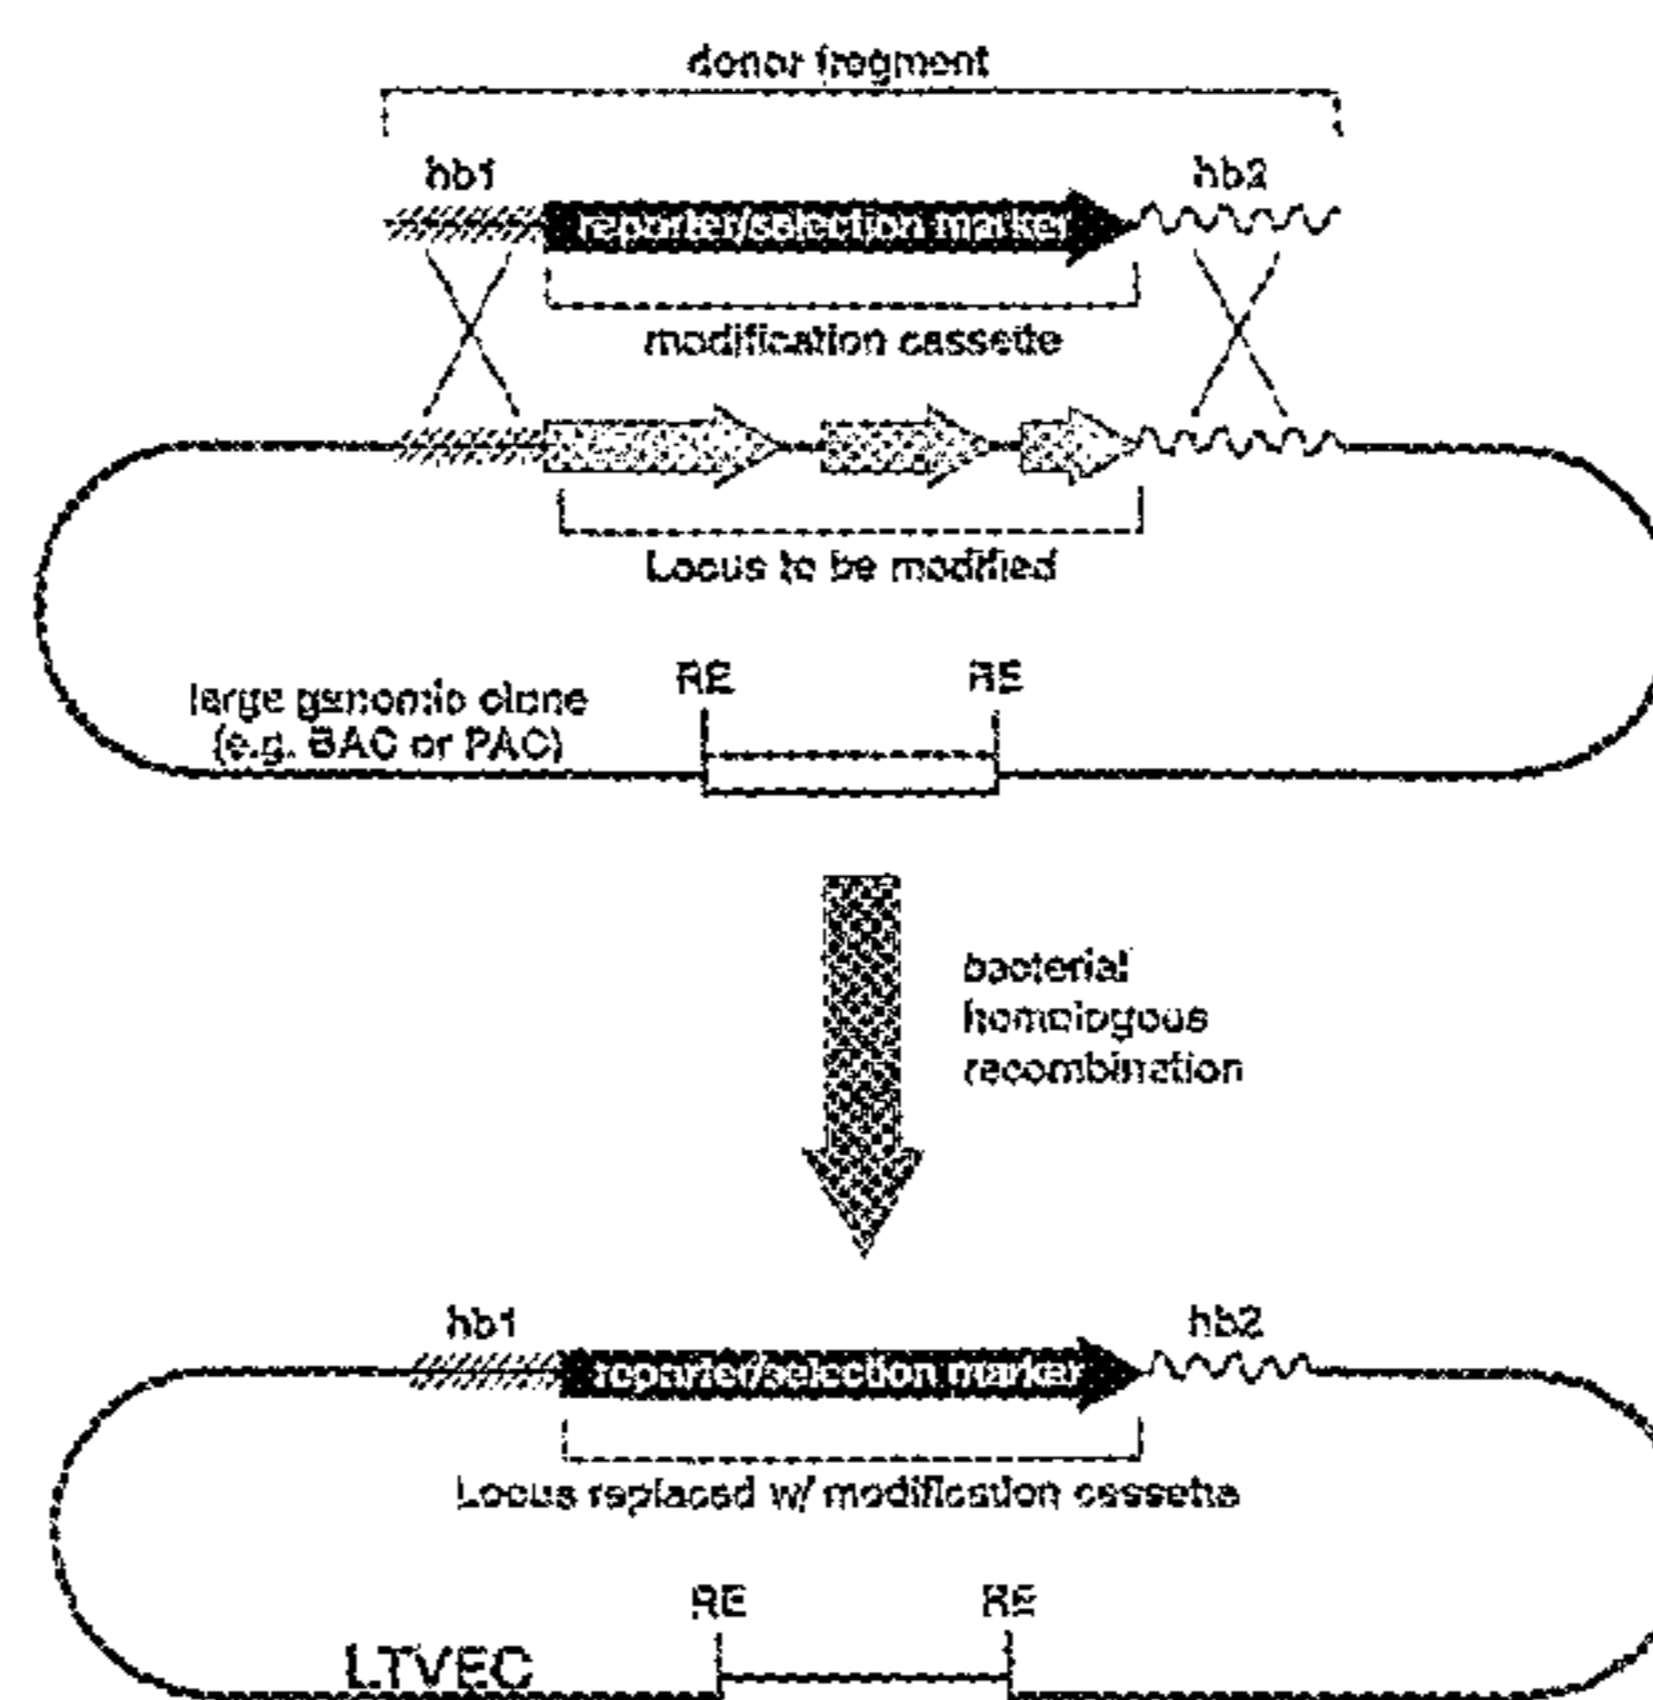 donor fragment
hb1 hb2
reporter/selection marker
modification cassette
Locus to be modified
RE RE
large genomic clone
(e.g. BAC or PAC)
bacterial
homologous
recombination
hb1 hb2
reporter/selection marker
Locus replaced w/ modification cassette
RE RE
LTVEC